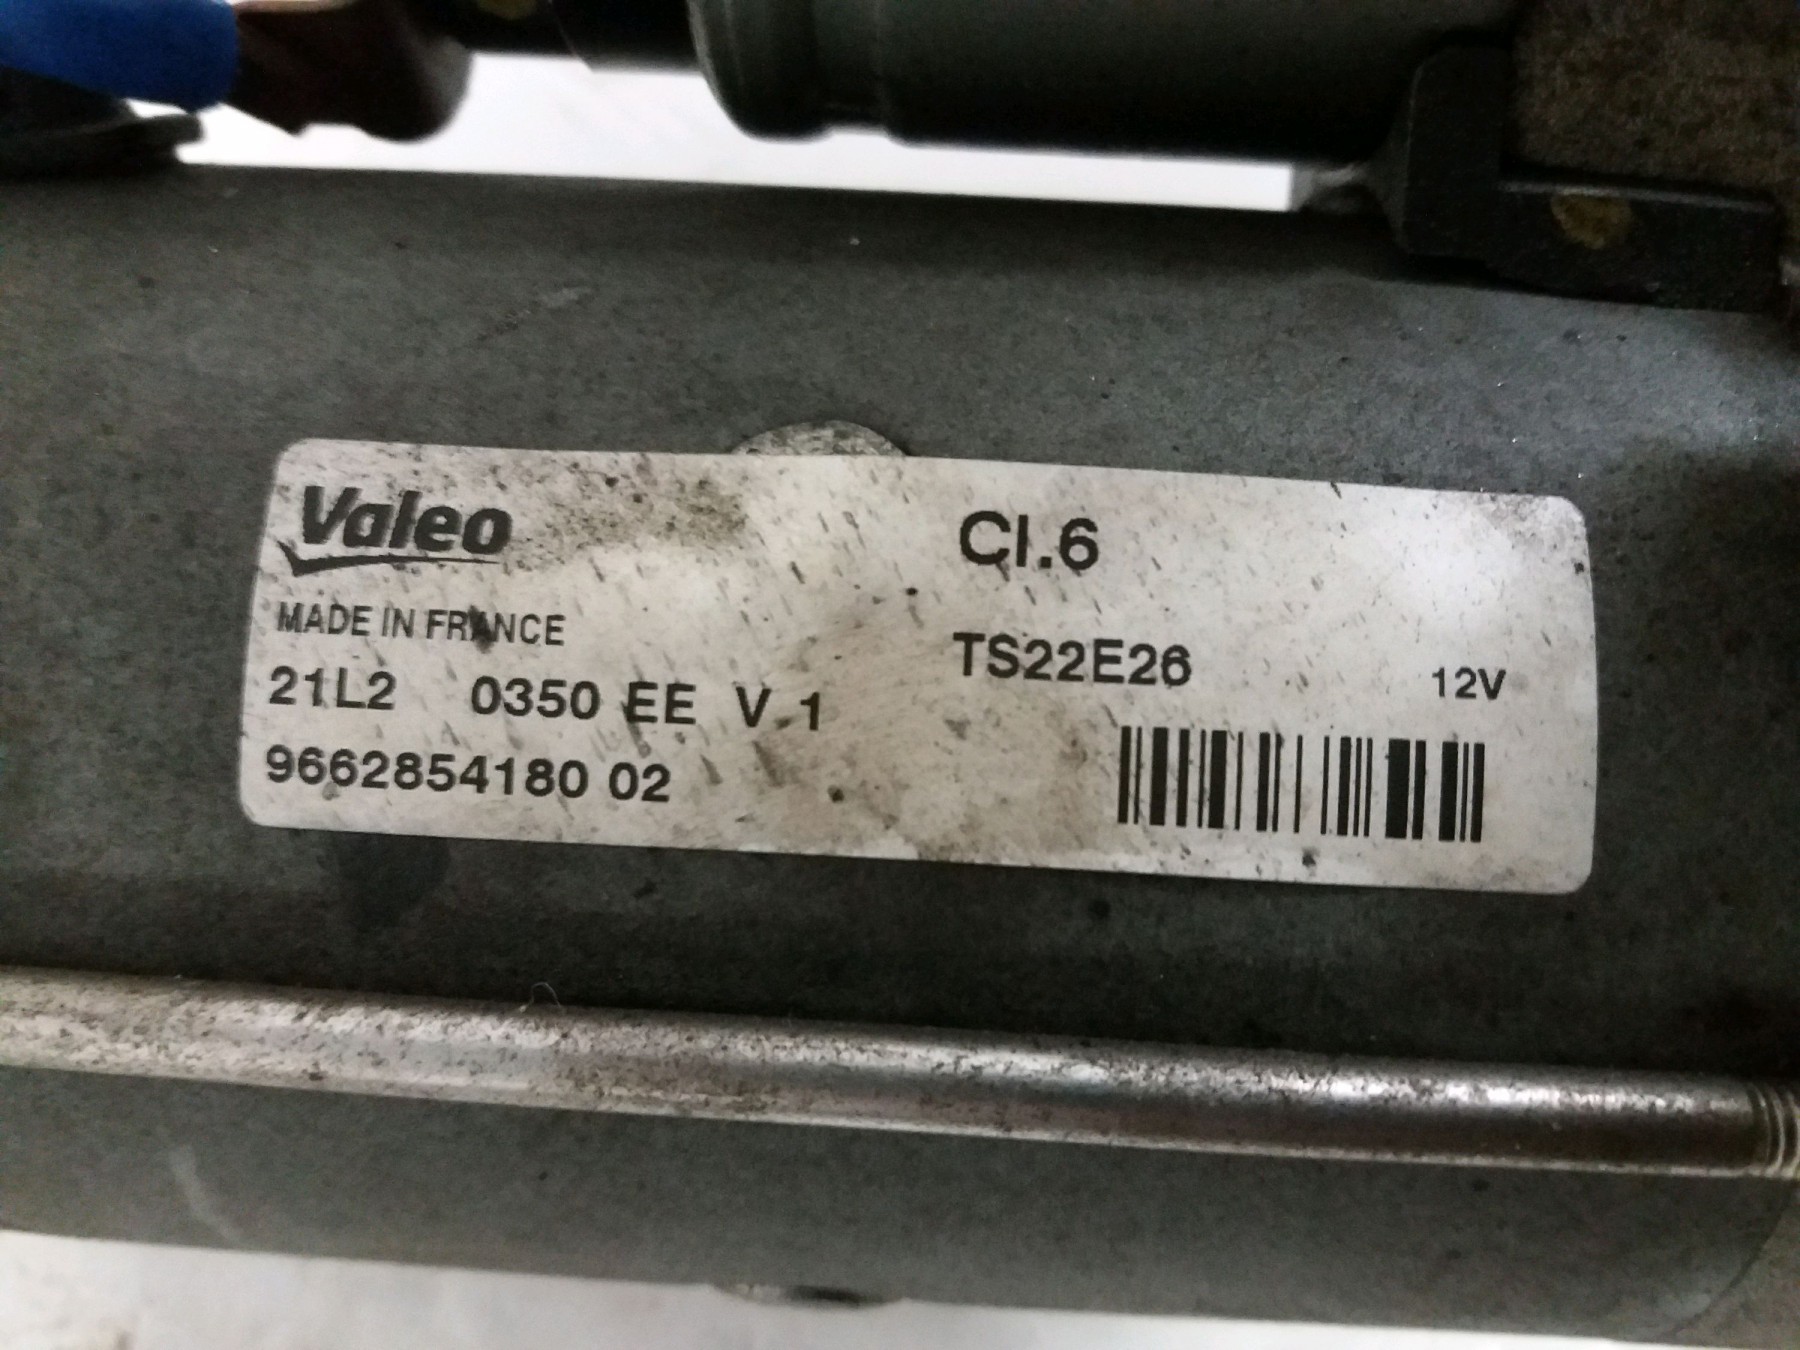 Valeo
MADE IN FRANCE
21L2 0350 EE V 1
9662854180 02
Cl.6
TS22E26 12V